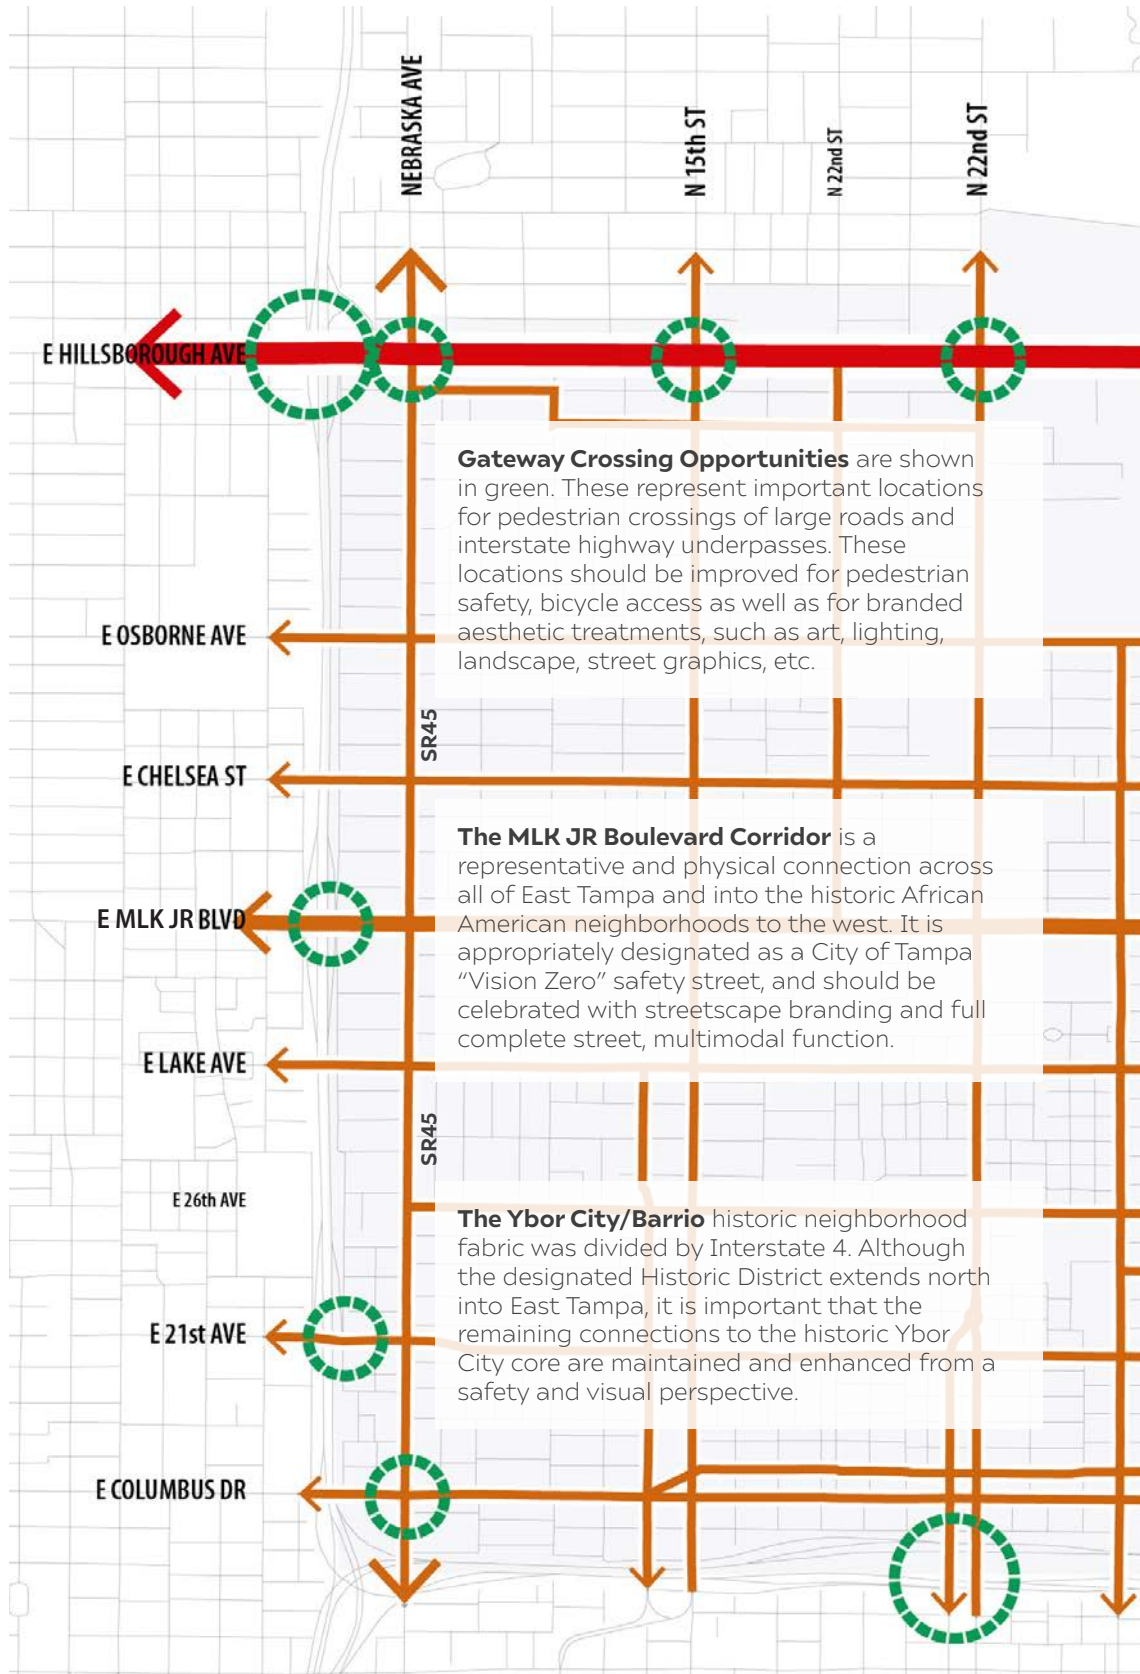 NEBRASKA AVE
N 15th ST
N 22nd ST
N 22nd ST
E HILLSBOROUGH AVE
Gateway Crossing Opportunities are shown
in green. These represent important locations
for pedestrian crossings of large roads and
interstate highway underpasses. These
locations should be improved for pedestrian
safety, bicycle access as well as for branded
aesthetic treatments, such as art, lighting,
landscape, street graphics, etc.
E OSBORNE AVE
SR45
E CHELSEA ST
The MLK JR Boulevard Corridor is a
representative and physical connection across
all of East Tampa and into the historic African
American neighborhoods to the west. It is
appropriately designated as a City of Tampa
“Vision Zero” safety street, and should be
celebrated with streetscape branding and full
complete street, multimodal function.
E MLK JR BLVD
E LAKE AVE
SR45
E 26th AVE
The Ybor City/Barrio historic neighborhood
fabric was divided by Interstate 4. Although
the designated Historic District extends north
into East Tampa, it is important that the
remaining connections to the historic Ybor
City core are maintained and enhanced from a
safety and visual perspective.
E 21st AVE
E COLUMBUS DR